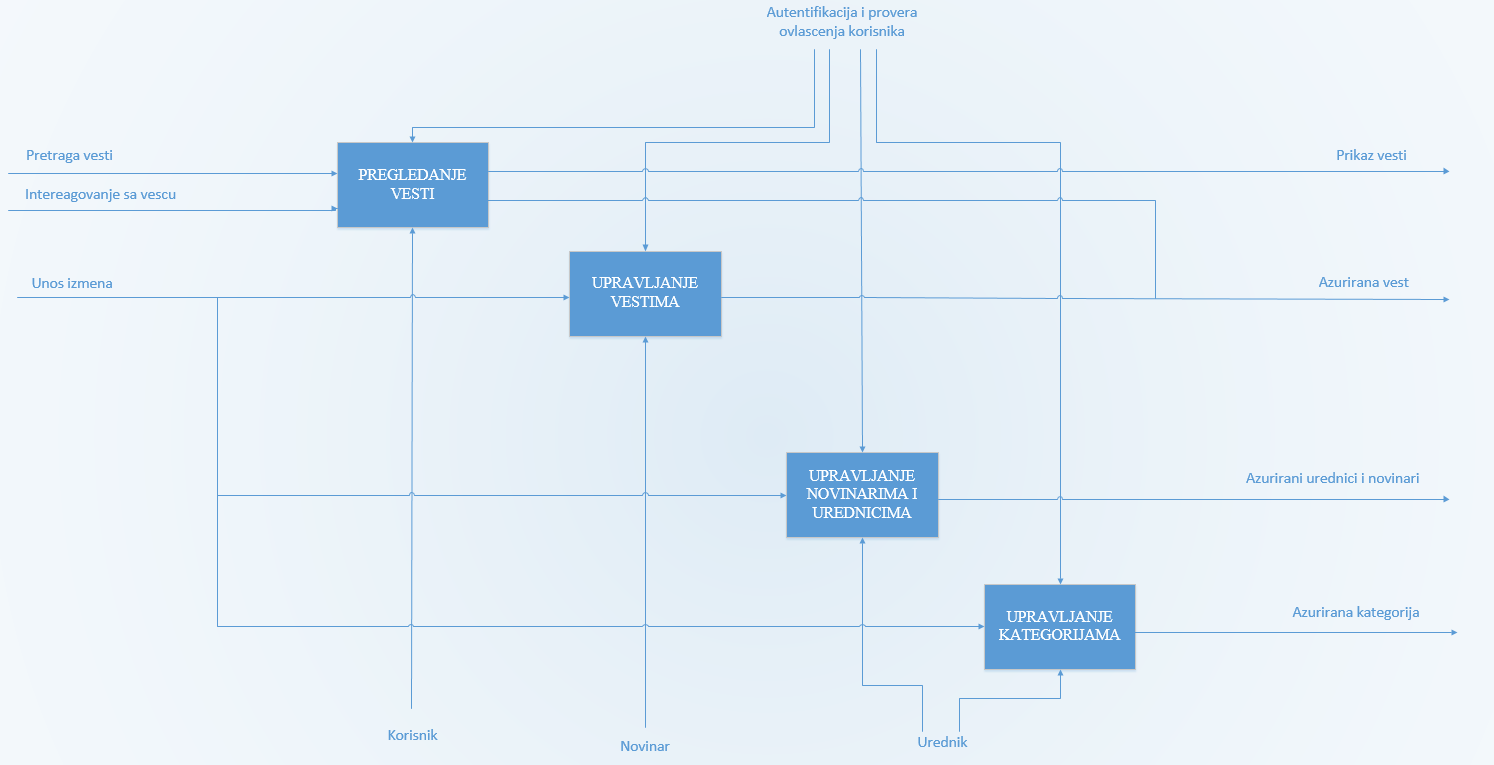 Autentifikacija i provera
ovlascenja korisnika
Pretraga vesti
PREGLEDANJE
VESTI
Prikaz vesti
Intereagovanje sa vescu
Unos izmena
UPRAVLJANJE
VESTIMA
Azurirana vest
UPRAVLJANJE
NOVINARIMA I
UREDNICIMA
Azurirani urednici i novinari
UPRAVLJANJE
KATEGORIJAMA
Azurirana kategorija
Korisnik
Novinar
Urednik